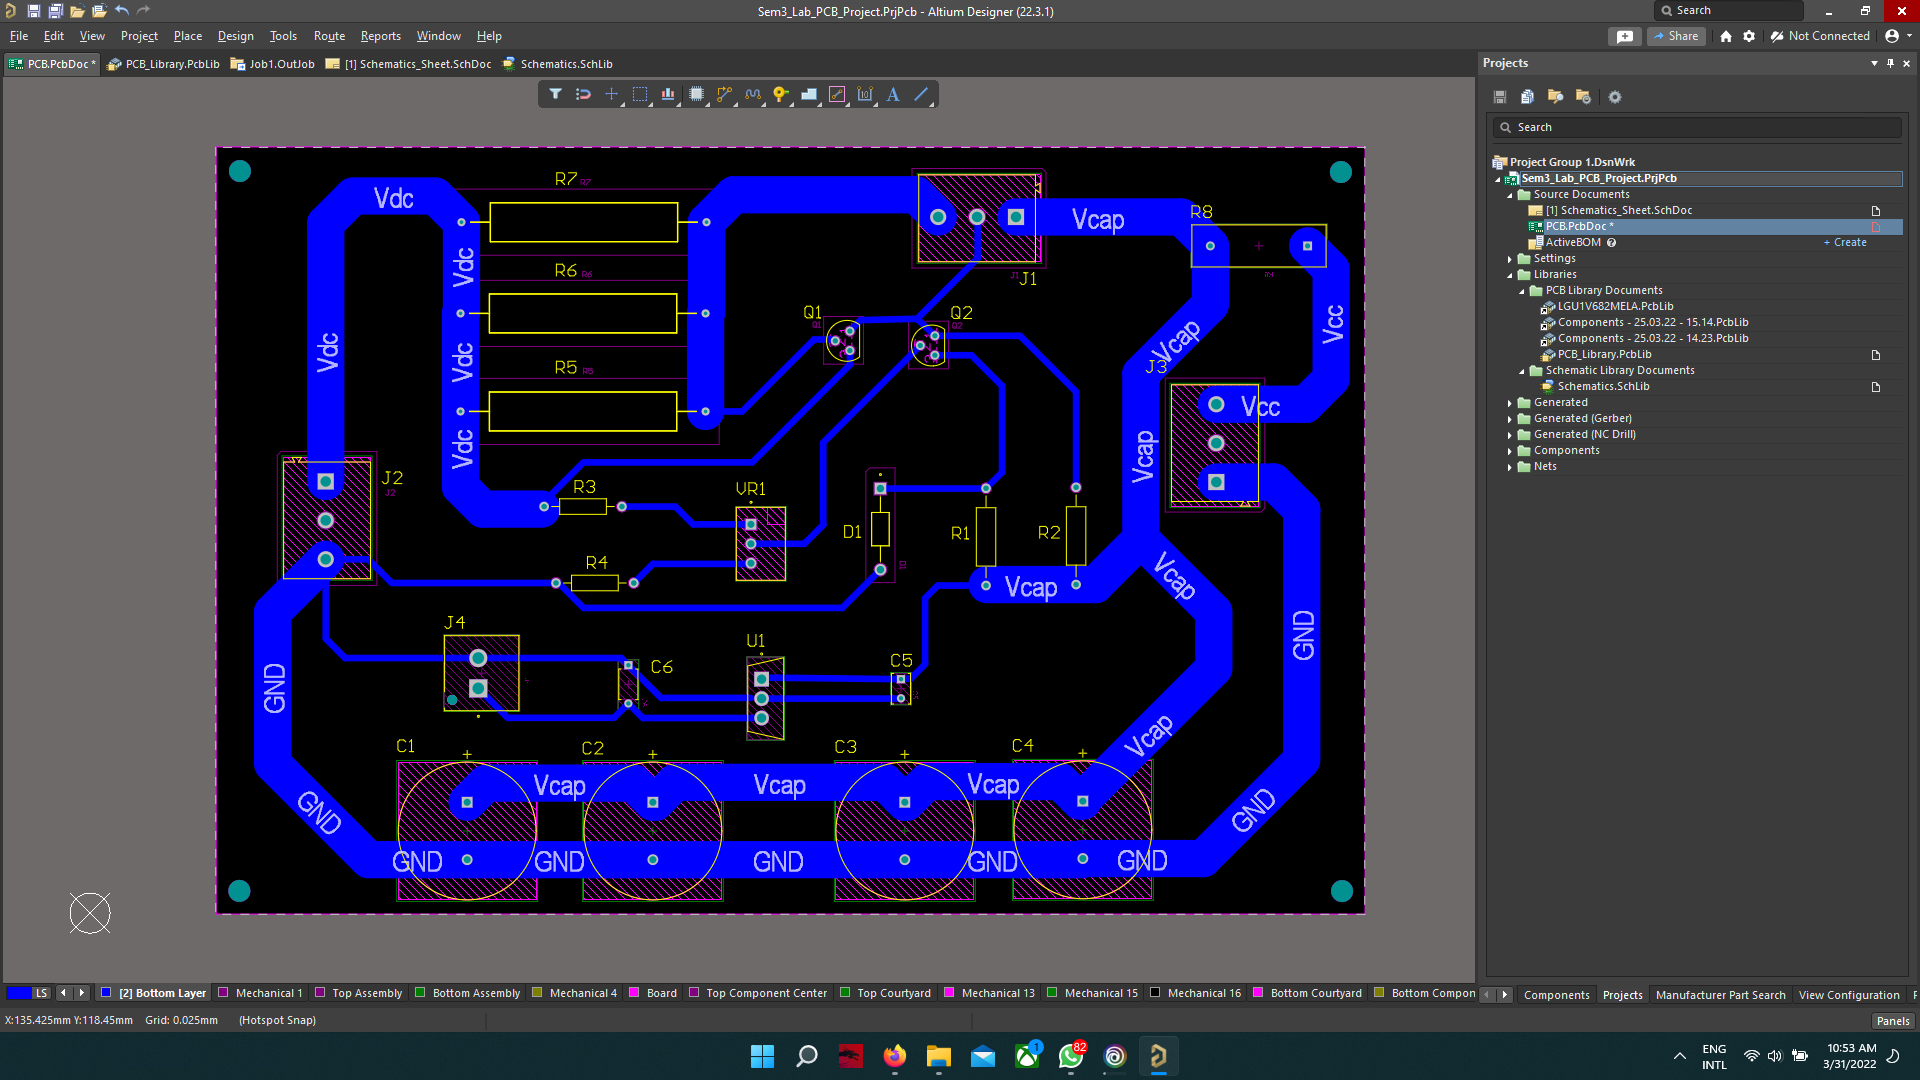 Sem3_Lab_PCB_Project.PrjPcb - Altium Designer (22.3.1)
Search
File Edit View Project Place Design Tools Route Reports Window Help
Share
Not Connected
PCB.PcbDoc * PCB_Library.PcbLib Job1.OutJob [1] Schematics_Sheet.SchDoc Schematics.SchLib
Projects
Search
Project Group 1.DsnWrk
Sem3_Lab_PCB_Project.PrjPcb
Source Documents
[1] Schematics_Sheet.SchDoc
PCB.PcbDoc *
ActiveBOM + Create
Settings
Libraries
PCB Library Documents
LGU1V682MELA.PcbLib
Components - 25.03.22 - 15.14.PcbLib
Components - 25.03.22 - 14.23.PcbLib
PCB_Library.PcbLib
Schematic Library Documents
Schematics.SchLib
Generated
Generated (Gerber)
Generated (NC Drill)
Components
Nets
R7 R7
Vdc
Vcap
R8
Vdc
R6 R6
J1 J1
Q1 Q1
Q2 Q2
Vcc
Vdc
Vdc
Vcap
R5 R5
J3
Vcc
Vdc
Vcap
J2 J2
R3
VR1
D1
R1
R2
R4
Vcap
Vcap
J4
U1
C6
C5
GND
GND
C1
C2
C3
C4
Vcap
Vcap
Vcap
Vcap
GND
GND
GND
GND
GND
GND
GND
LS [2] Bottom Layer Mechanical 1 Top Assembly Bottom Assembly Mechanical 4 Board Top Component Center Top Courtyard Mechanical 13 Mechanical 15 Mechanical 16 Bottom Courtyard Bottom Compon
Components Projects Manufacturer Part Search View Configuration P
X:135.425mm Y:118.45mm Grid: 0.025mm (Hotspot Snap)
Panels
1
82
ENG
INTL
10:53 AM
3/31/2022